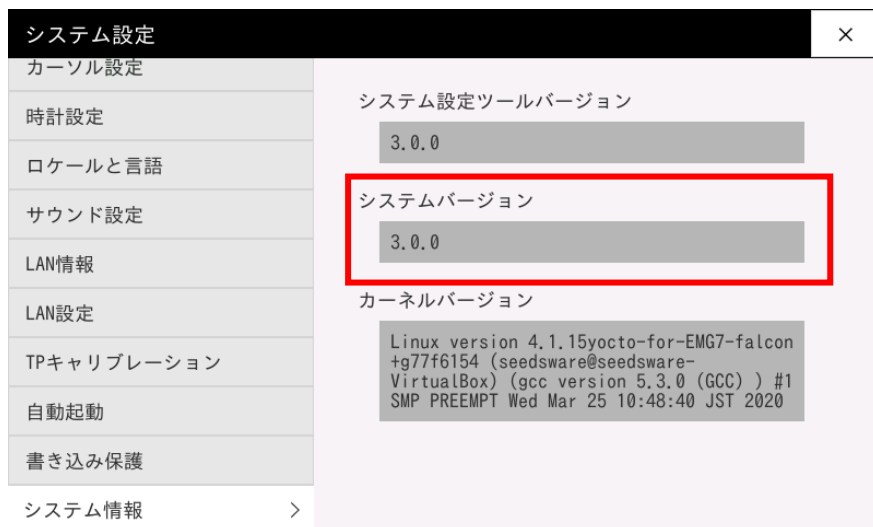 システム設定
×
カーソル設定
時計設定
ロケールと言語
サウンド設定
LAN情報
LAN設定
TPキャリブレーション
自動起動
書き込み保護
システム情報
システム設定ツールバージョン
3.0.0
システムバージョン
3.0.0
カーネルバージョン
Linux version 4.1.15yocto-for-EMG7-falcon
+g77f6154 (seedsware@seedsware-
VirtualBox) (gcc version 5.3.0 (GCC) ) #1
SMP PREEMPT Wed Mar 25 10:48:40 JST 2020